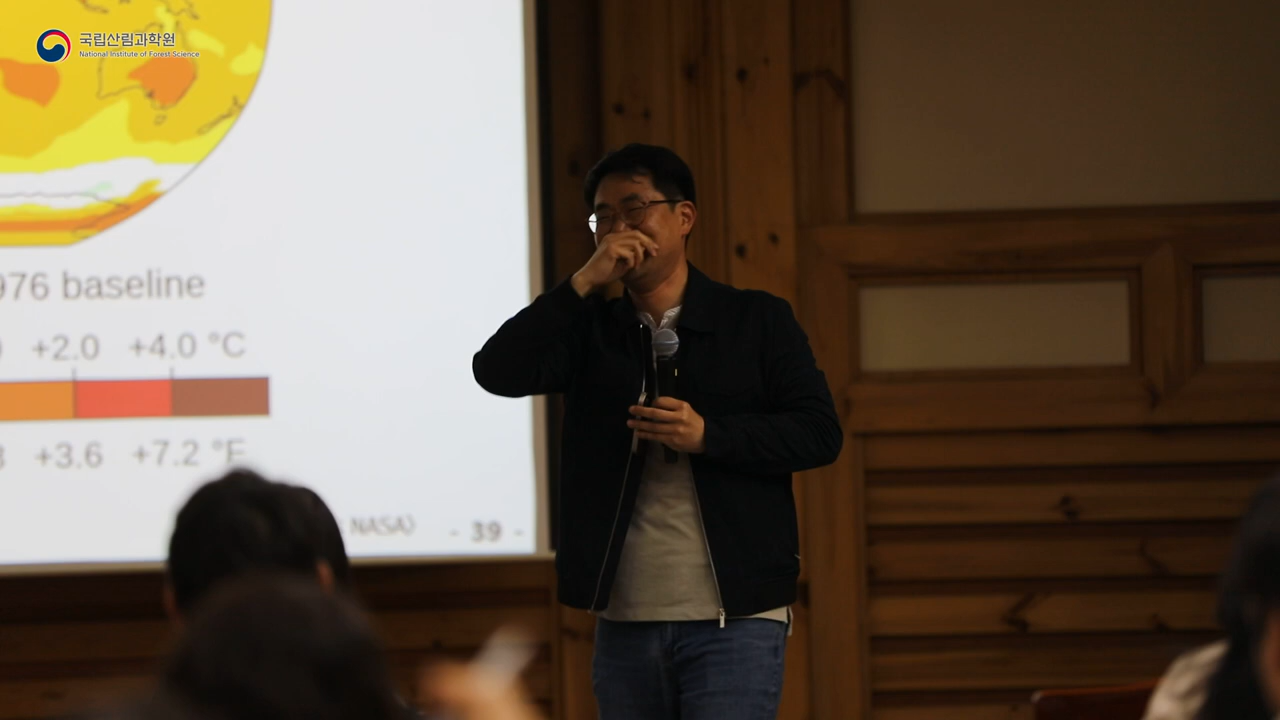 국립산림과학원
National Institute of Forest Science
976 baseline
+2.0 +4.0 °C
+3.6 +7.2 °F
NASA) - 39 -